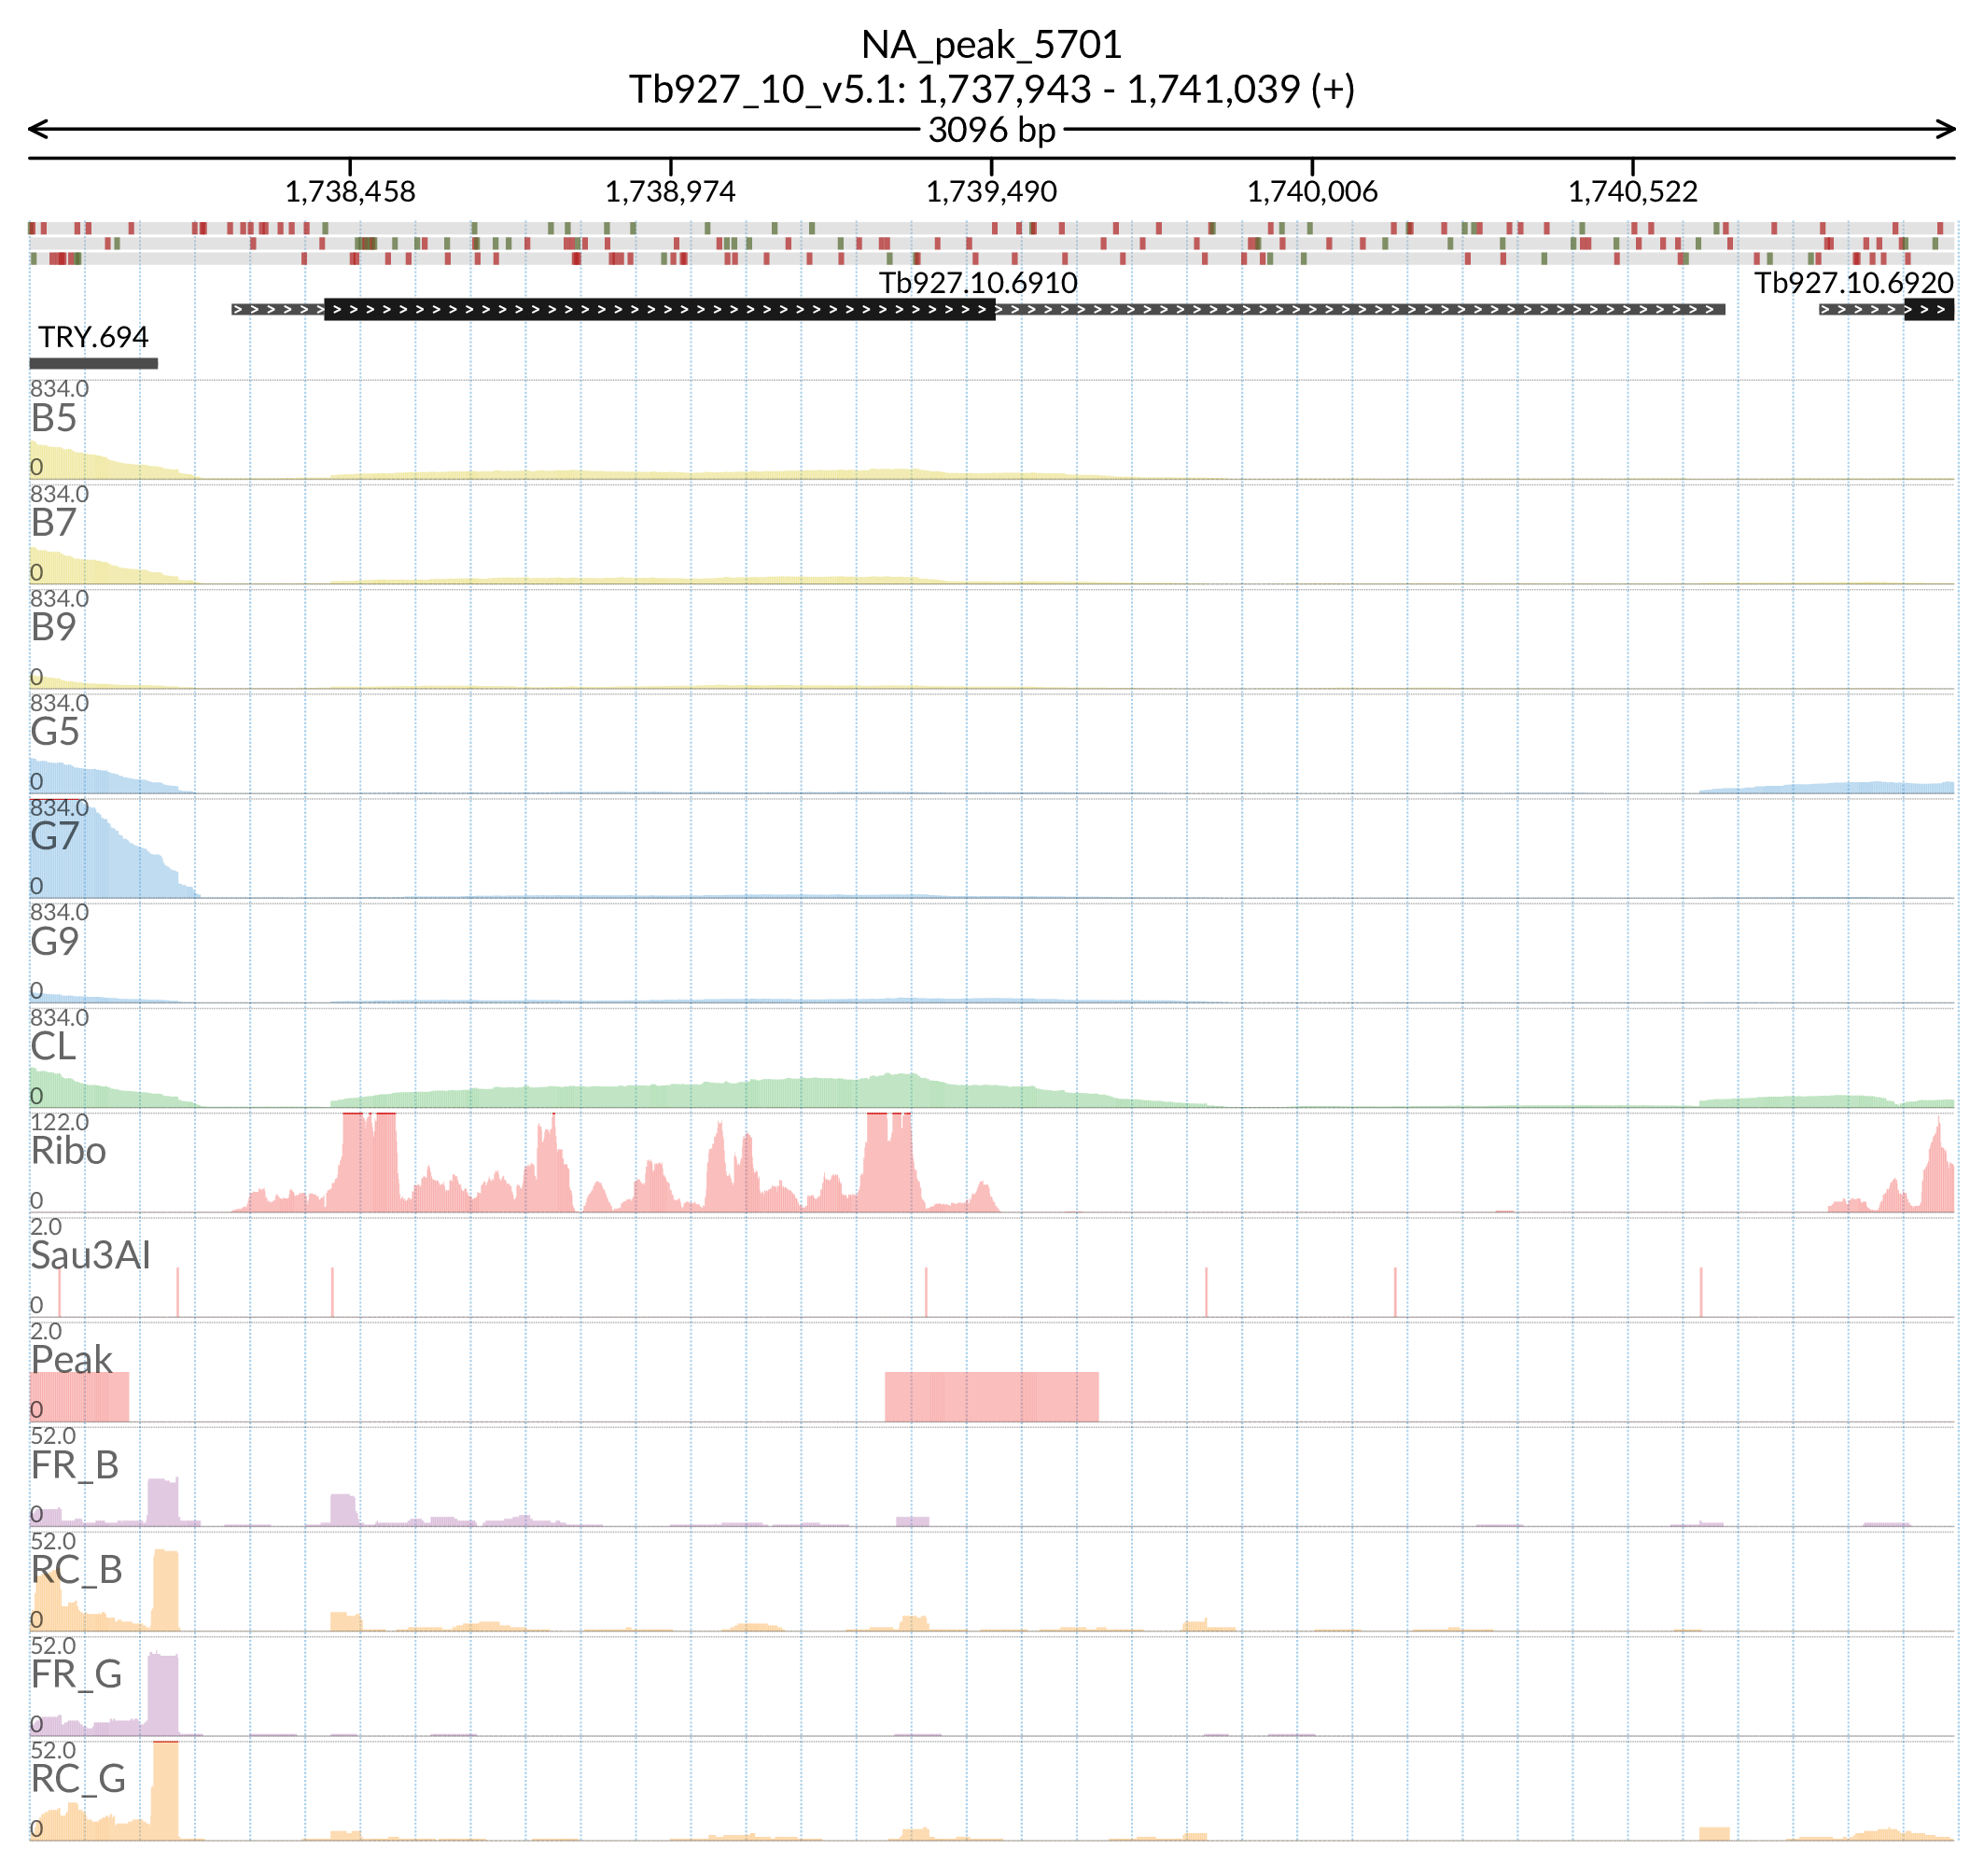 NA_peak_5701
Tb927_10_v5.1: 1,737,943 - 1,741,039 (+)
3096 bp
1,738,458 1,738,974 1,739,490 1,740,006 1,740,522
Tb927.10.6910 Tb927.10.6920
TRY.694
834.0
B5
0
834.0
B7
0
834.0
B9
0
834.0
G5
0
834.0
G7
0
834.0
G9
0
834.0
CL
0
122.0
Ribo
0
2.0
Sau3AI
0
2.0
Peak
0
52.0
FR_B
0
52.0
RC_B
0
52.0
FR_G
0
52.0
RC_G
0